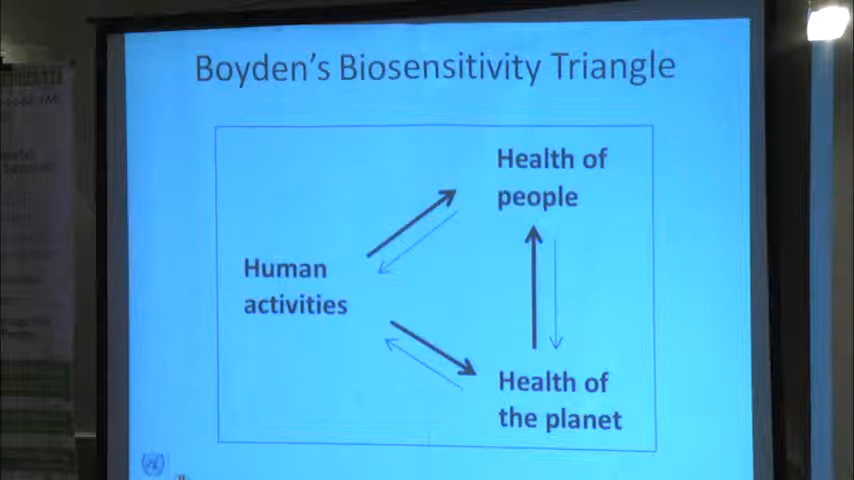 Boyden's Biosensitivity Triangle
Health of
people
Human
activities
Health of
the planet